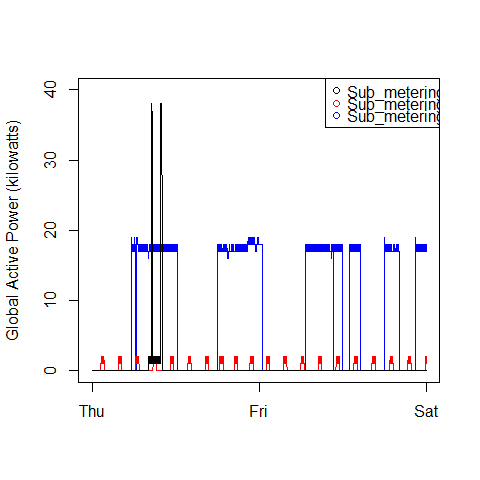 Sub_metering
Sub_metering
Sub_metering
Global Active Power (kilowatts)
40
30
20
10
0
Thu Fri Sat